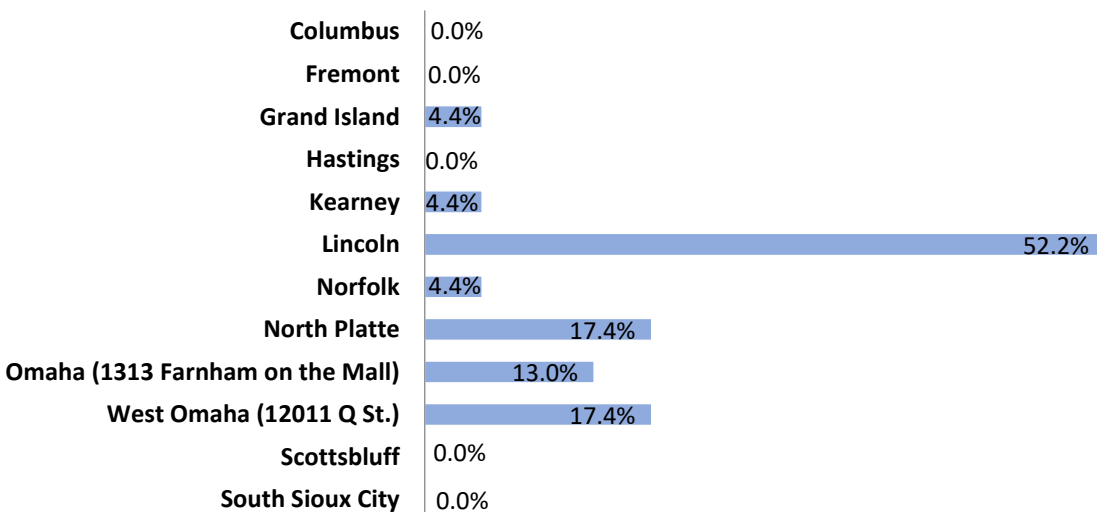 Columbus 0.0%
Fremont 0.0%
Grand Island 4.4%
Hastings 0.0%
Kearney 4.4%
Lincoln 52.2%
Norfolk 4.4%
North Platte 17.4%
Omaha (1313 Farnham on the Mall) 13.0%
West Omaha (12011 Q St.) 17.4%
Scottsbluff 0.0%
South Sioux City 0.0%